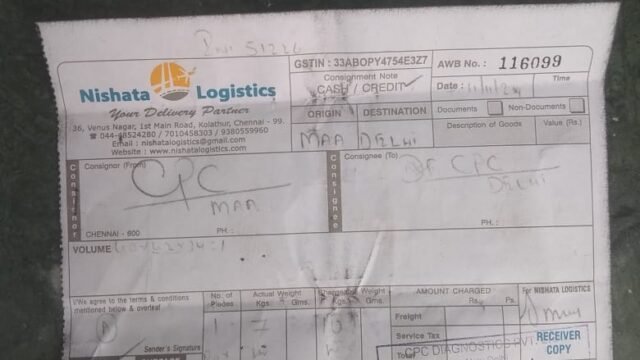 GSTIN : 33ABOPY4754E3Z7
AWB No. : 116099
Nishata Logistics
Your Delivery Partner
36, Venus Nagar, 1st Main Road, Kolathur, Chennai - 99.
☎ 044-48524280 / 7010458303 / 9380559960
Email : nishatalogistics@gmail.com
Website : www.nishatalogistics.com
Consignment Note
CASH / CREDIT
Date :
Time
ORIGIN
DESTINATION
MAA
DELHI
Documents
Non-Documents
Description of Goods
Value (Rs.)
Consignor
Consignor (From)
CPC
MAA
CHENNAI - 600
PH. :
Consignee
Consignee (To)
CPC
DELHI
PH. :
VOLUME
I/We agree to the terms & conditions
mentioned below & overleaf
Sender's Signature
No. of
Pieces
1
Actual Weight
Kgs. Gms.
7
Weight
Kgs. Gms.
AMOUNT CHARGED
Rs. Ps.
Freight
Service Tax
Total
For NISHATA LOGISTICS
CPC DIAGNOSTICS PVT
RECEIVER
COPY